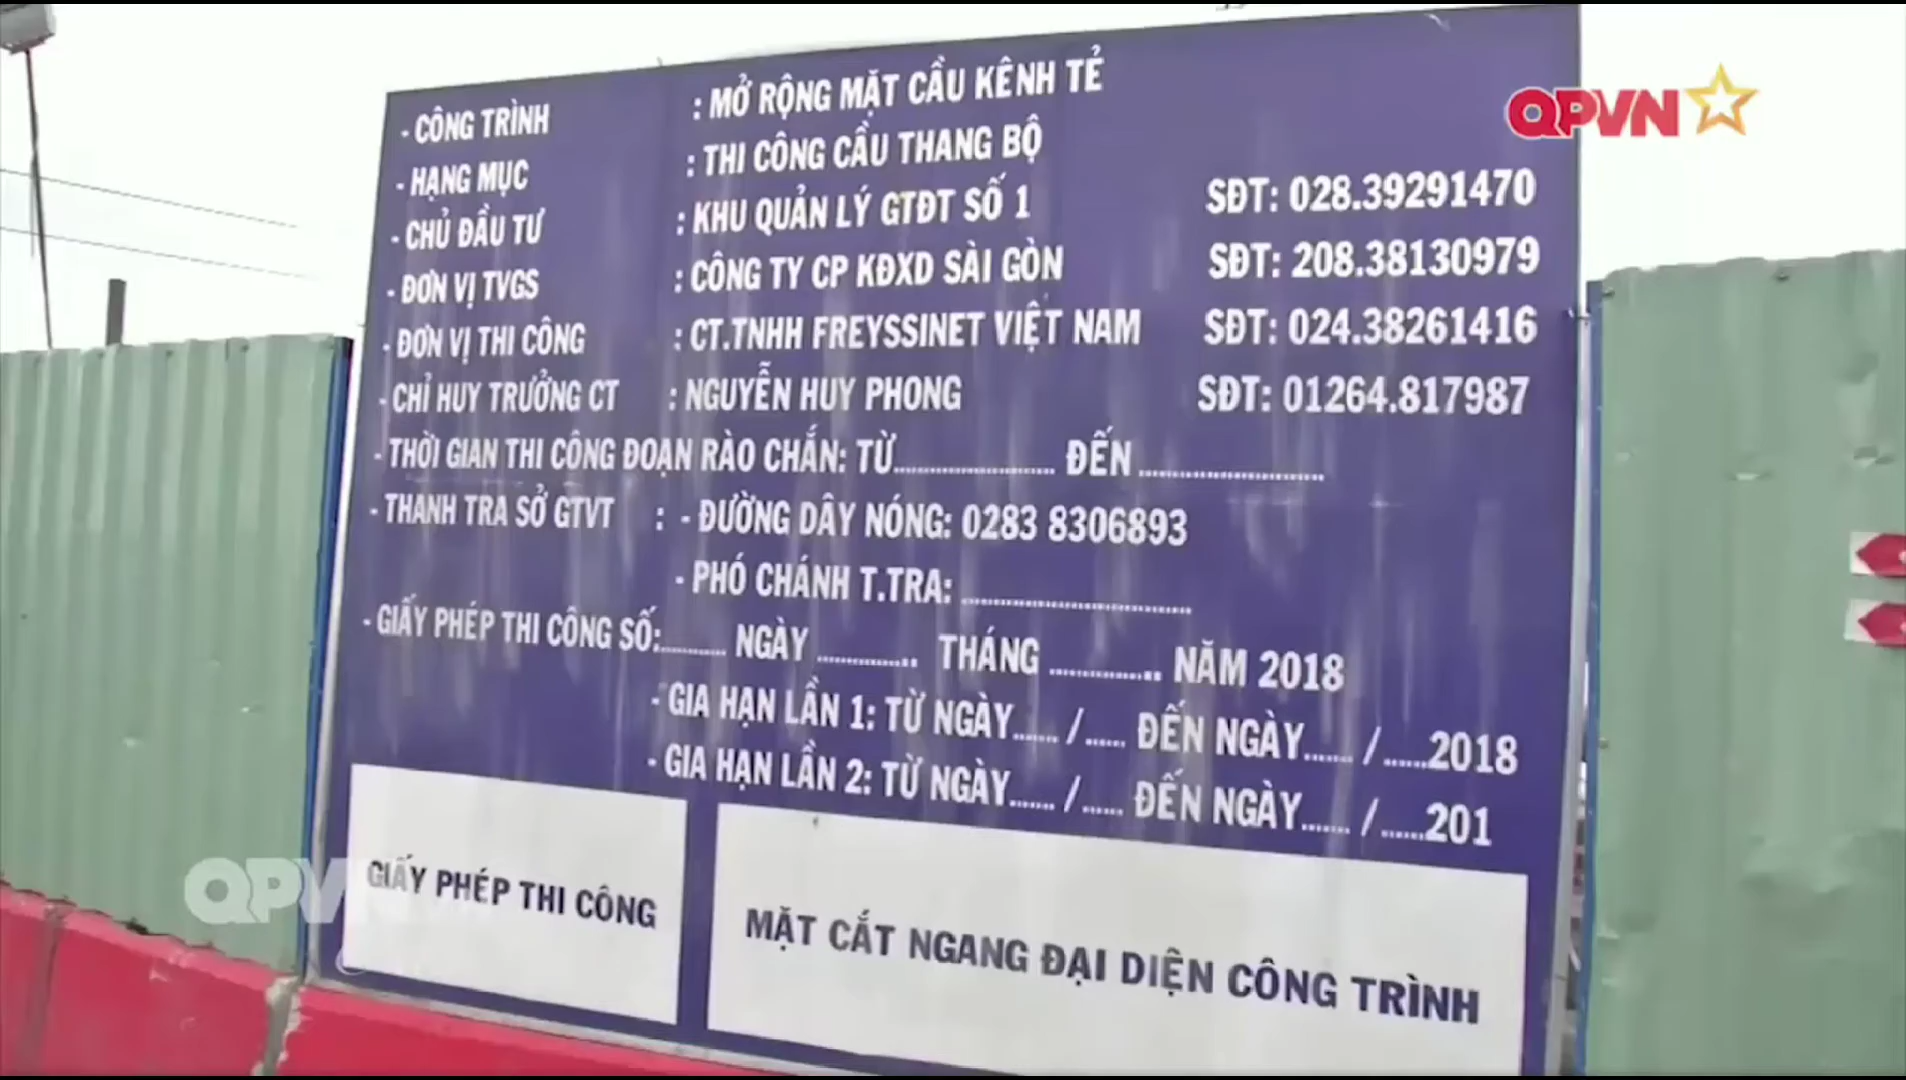 QPVN
- CÔNG TRÌNH : MỞ RỘNG MẶT CẦU KÊNH TẺ
- HẠNG MỤC : THI CÔNG CẦU THANG BỘ
- CHỦ ĐẦU TƯ : KHU QUẢN LÝ GTĐT SỐ 1 SĐT: 028.39291470
- ĐƠN VỊ TVGS : CÔNG TY CP KĐXD SÀI GÒN SĐT: 208.38130979
- ĐƠN VỊ THI CÔNG : CT.TNHH FREYSSINET VIỆT NAM SĐT: 024.38261416
- CHỈ HUY TRƯỞNG CT : NGUYỄN HUY PHONG SĐT: 01264.817987
- THỜI GIAN THI CÔNG ĐOẠN RÀO CHẮN: TỪ........................ ĐẾN ...........................
- THANH TRA SỞ GTVT : - ĐƯỜNG DÂY NÓNG: 0283 8306893
- PHÓ CHÁNH T.TRA: ..................................
- GIẤY PHÉP THI CÔNG SỐ:.......... NGÀY ............... THÁNG ................ NĂM 2018
- GIA HẠN LẦN 1: TỪ NGÀY....... /...... ĐẾN NGÀY....... /.......2018
- GIA HẠN LẦN 2: TỪ NGÀY....... /...... ĐẾN NGÀY....... /.......201
GIẤY PHÉP THI CÔNG
MẶT CẮT NGANG ĐẠI DIỆN CÔNG TRÌNH
QPVN